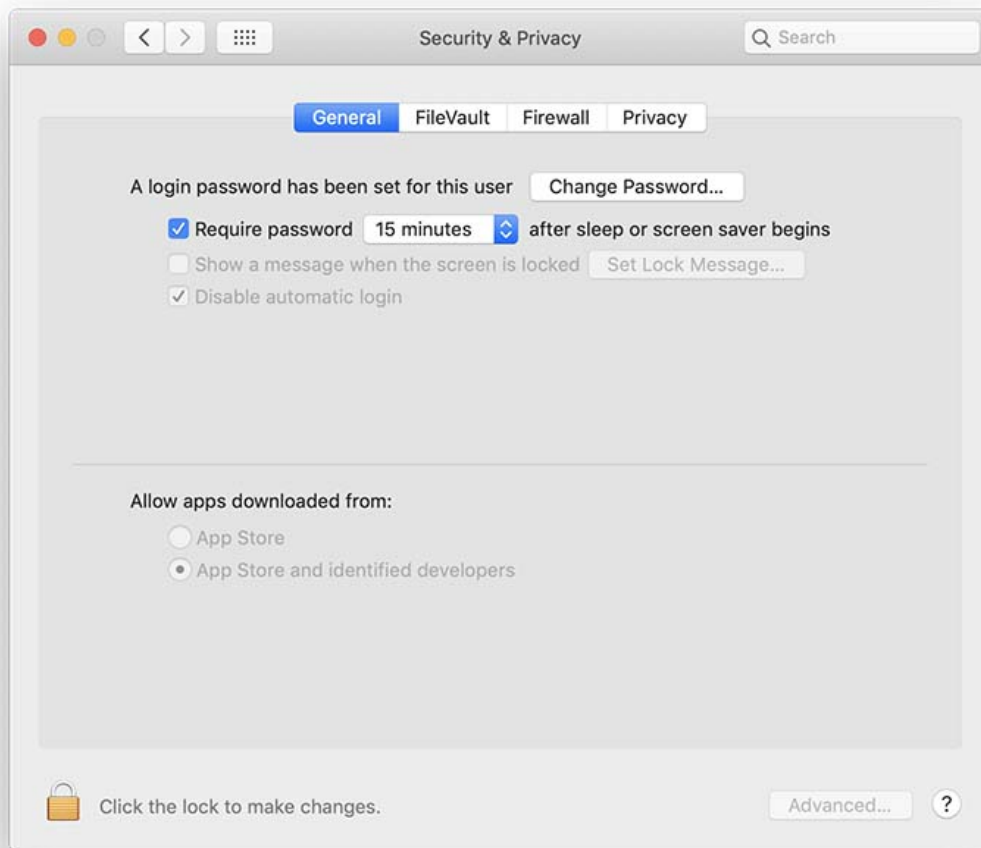 Security & Privacy
Search
General FileVault Firewall Privacy
A login password has been set for this user Change Password...
Require password 15 minutes after sleep or screen saver begins
Show a message when the screen is locked Set Lock Message...
Disable automatic login
Allow apps downloaded from:
App Store
App Store and identified developers
Click the lock to make changes.
Advanced... ?